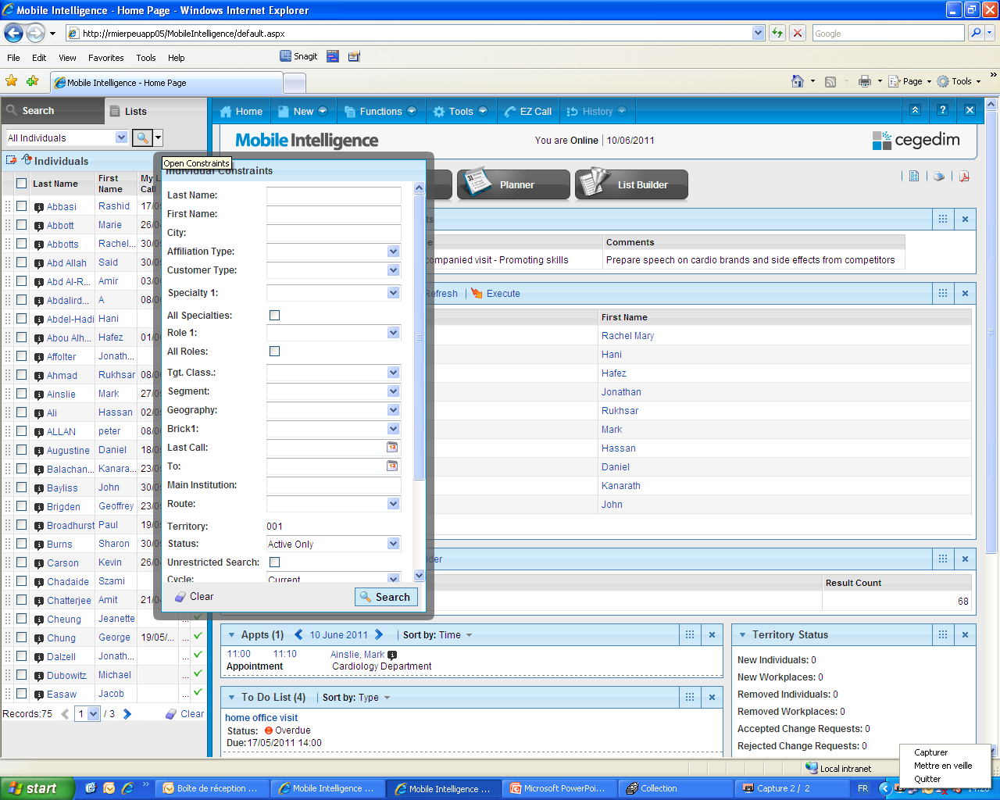 Mobile Intelligence - Home Page - Windows Internet Explorer
http://rmierpeuapp05/MobileIntelligence/default.aspx
Google
File Edit View Favorites Tools Help
Snagit
Mobile Intelligence - Home Page
Page Tools »
Search Lists
Home New Functions Tools EZ Call History
All Individuals
Mobile Intelligence
You are Online | 10/06/2011
cegedim
Individuals
Last Name First Name My L Call
Abbasi Rashid 17/0
Abbott Marie 26/0
Abbotts Rachel... 30/0
Abd Allah Said 30/0
Abd Al-R... Amir 03/0
Abdalird... A 08/0
Abdel-Hadi Hani
Abou Alh... Hafez 01/0
Affolter Jonath...
Ahmad Rukhsar 08/0
Ainslie Mark 27/0
Ali Hassan 02/0
ALLAN peter 08/0
Augustine Daniel 18/0
Balachan... Kanara... 23/0
Bayliss John 30/0
Brigden Geoffrey 23/0
Broadhurst Paul 19/0
Burns Sharon 30/0
Carson Kevin 26/0
Chadaide Szami
Chatterjee Amit 21/0
Cheung Jeanette ...
Chung George 19/05/... ...
Dalzell Jonath... ...
Dubowitz Michael ...
Easaw Jacob ...
Records:75 1 / 3 Clear
Open Constraints
Individual Constraints
Last Name:
First Name:
City:
Affiliation Type:
Customer Type:
Specialty 1:
All Specialties:
Role 1:
All Roles:
Tgt. Class.:
Segment:
Geography:
Brick1:
Last Call:
To:
Main Institution:
Route:
Territory: 001
Status: Active Only
Unrestricted Search:
Cycle: Current
Clear Search
Planner List Builder
ts
e Comments
ompanied visit - Promoting skills Prepare speech on cardio brands and side effects from competitors
Refresh | Execute
First Name
Rachel Mary
Hani
Hafez
Jonathan
Rukhsar
Mark
Hassan
Daniel
Kanarath
John
lder
Result Count
68
Appts (1) 10 June 2011 | Sort by: Time
11:00 11:10 Ainslie, Mark
Appointment Cardiology Department
To Do List (4) | Sort by: Type
home office visit
Status: Overdue
Due:17/05/2011 14:00
Territory Status
New Individuals: 0
New Workplaces: 0
Removed Individuals: 0
Removed Workplaces: 0
Accepted Change Requests: 0
Rejected Change Requests: 0
Capturer
Mettre en veille
Quitter
Local intranet
start
»
Boîte de réception ...
Mobile Intelligence ...
Mobile Intelligence ...
Microsoft PowerPoi...
Collection
Capture 2 / 2
FR